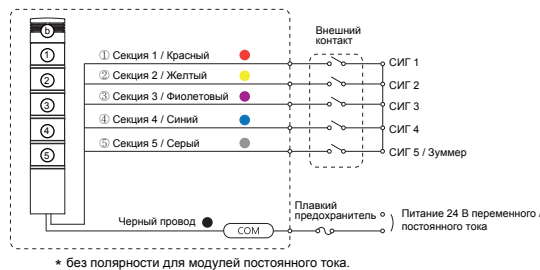 b
1
2
3
4
5
① Секция 1 / Красный
② Секция 2 / Желтый
③ Секция 3 / Фиолетовый
④ Секция 4 / Синий
⑤ Секция 5 / Серый
Внешний
контакт
СИГ 1
СИГ 2
СИГ 3
СИГ 4
СИГ 5 / Зуммер
Черный провод
COM
Плавкий
предохранитель
Питание 24 В переменного /
постоянного тока
* без полярности для модулей постоянного тока.